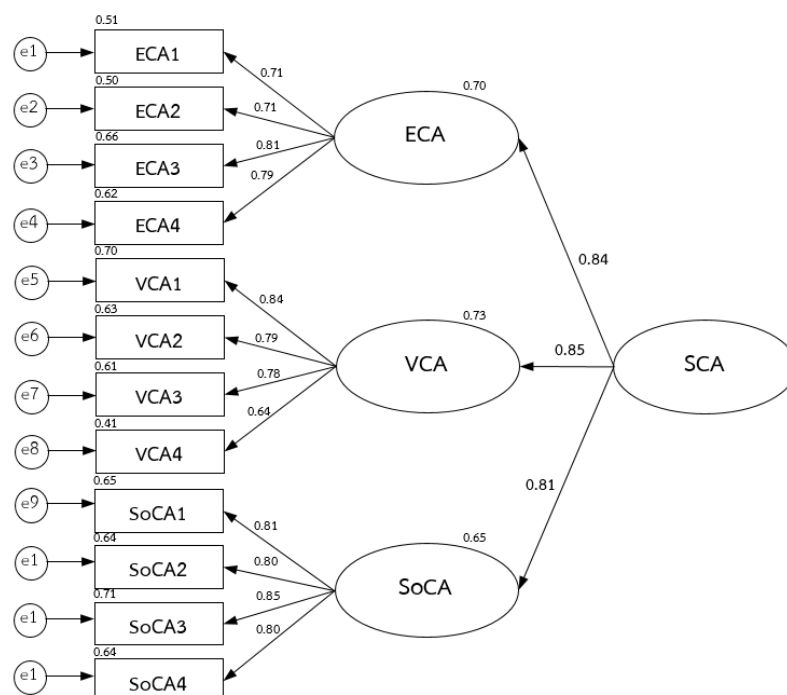 0.51
e1
ECA1
0.71
0.50
e2
ECA2
0.71
0.66
e3
ECA3
0.81
0.62
e4
ECA4
0.79
0.70
ECA
0.84
0.70
e5
VCA1
0.84
0.63
e6
VCA2
0.79
0.61
e7
VCA3
0.78
0.41
e8
VCA4
0.64
0.73
VCA
0.85
SCA
0.65
e9
SoCA1
0.81
0.64
e1
SoCA2
0.80
0.71
e1
SoCA3
0.85
0.64
e1
SoCA4
0.80
0.65
SoCA
0.81